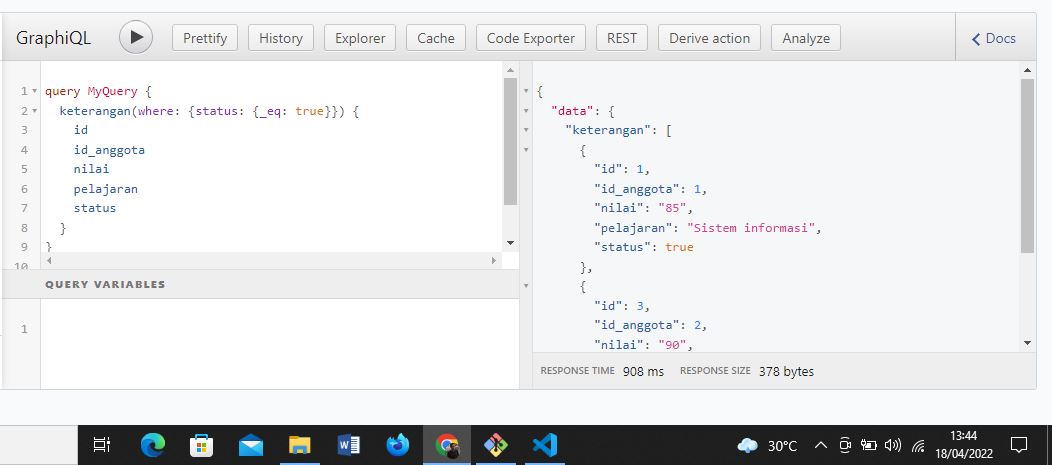 GraphiQL Prettify History Explorer Cache Code Exporter REST Derive action Analyze Docs
1 query MyQuery {
2 keterangan(where: {status: {_eq: true}}) {
3 id
4 id_anggota
5 nilai
6 pelajaran
7 status
8 }
9 }
10
QUERY VARIABLES
1
{
"data": {
"keterangan": [
{
"id": 1,
"id_anggota": 1,
"nilai": "85",
"pelajaran": "Sistem informasi",
"status": true
},
{
"id": 3,
"id_anggota": 2,
"nilai": "90",
RESPONSE TIME 908 ms RESPONSE SIZE 378 bytes
30°C
13:44
18/04/2022